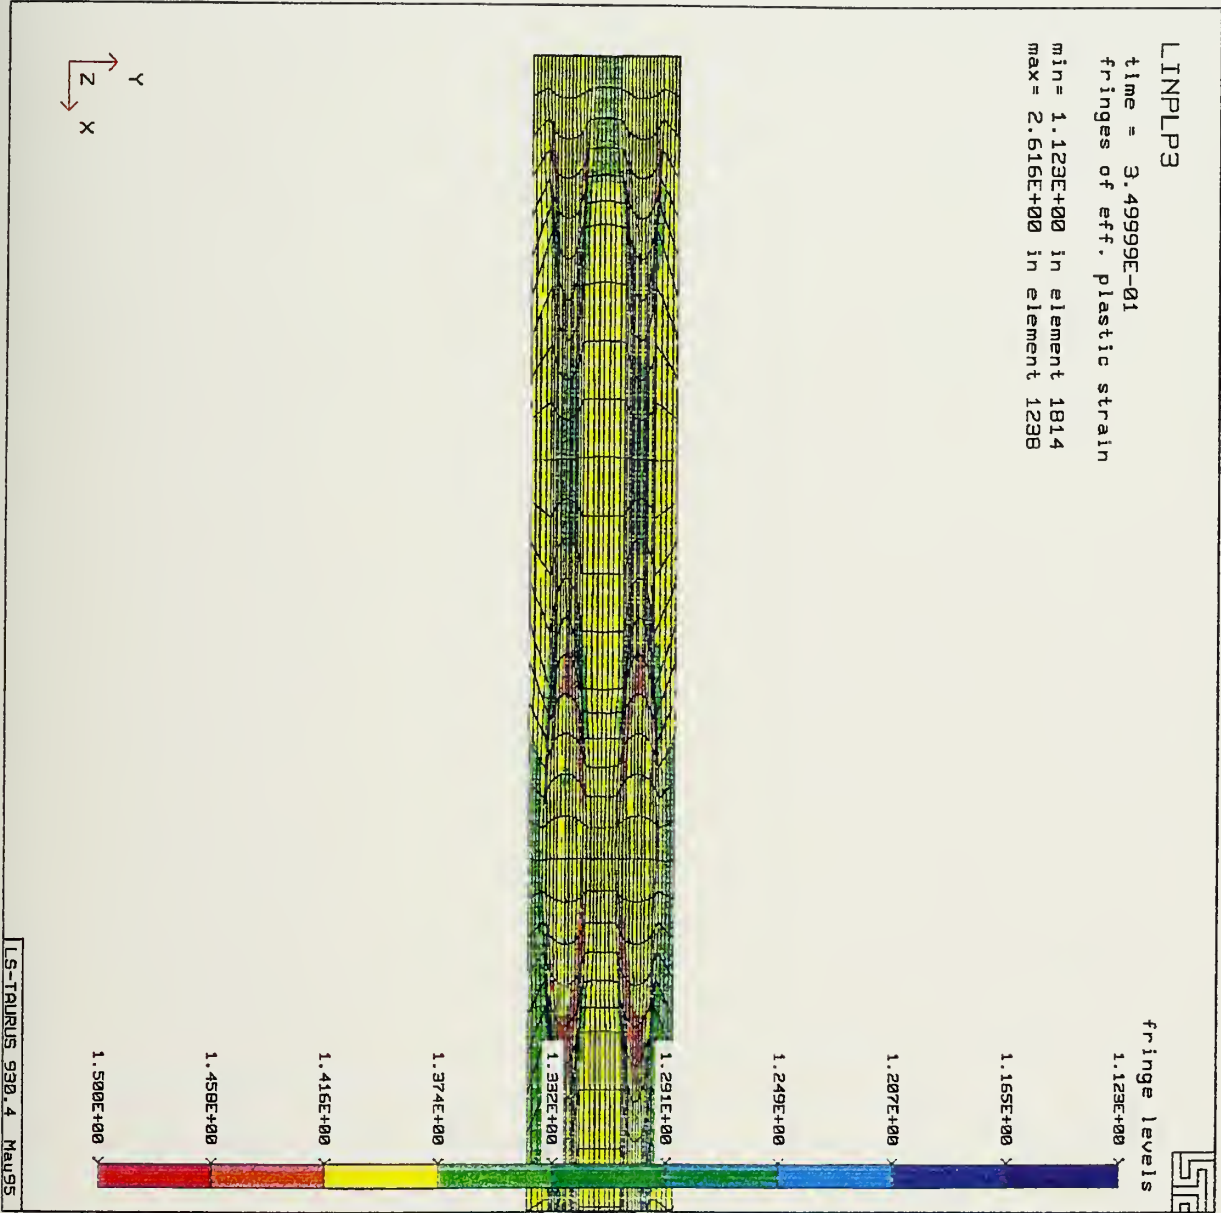 LINPLP3
time = 3.49999E-01
fringes of eff. plastic strain
min= 1.123E+00 in element 1814
max= 2.616E+00 in element 1238
fringe levels
1.123E+00
1.165E+00
1.207E+00
1.249E+00
1.291E+00
1.332E+00
1.374E+00
1.416E+00
1.458E+00
1.500E+00
Y
Z X
LS-TAURUS 930.4 May95